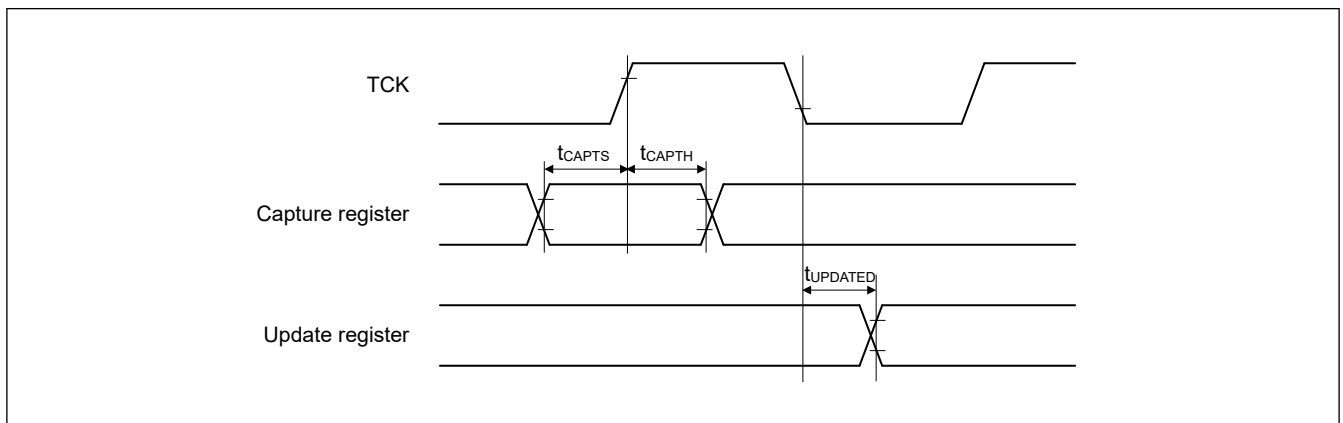 TCK
tCAPTS tCAPTH
Capture register
tUPDATED
Update register